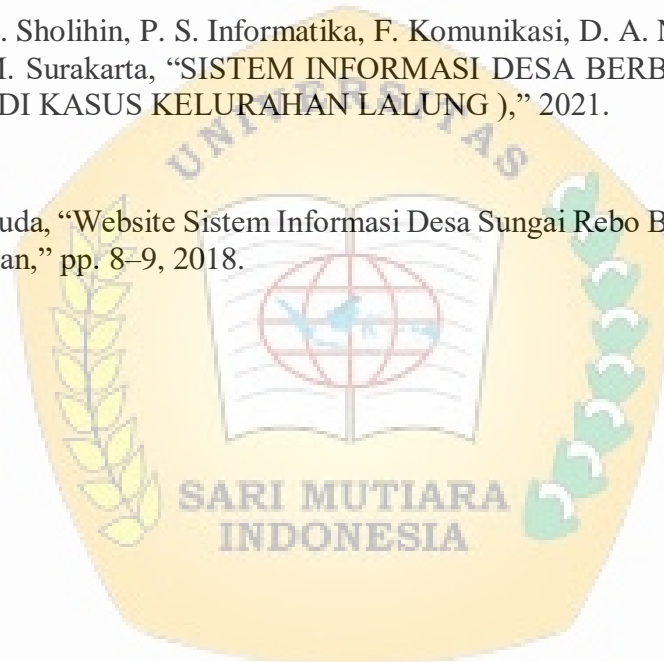 . Sholihin, P. S. Informatika, F. Komunikasi, D. A. N
I. Surakarta, “SISTEM INFORMASI DESA BERB
DI KASUS KELURAHAN LALUNG ),” 2021.
UNIVERSITAS
uda, “Website Sistem Informasi Desa Sungai Rebo B
an,” pp. 8–9, 2018.
SARI MUTIARA
INDONESIA